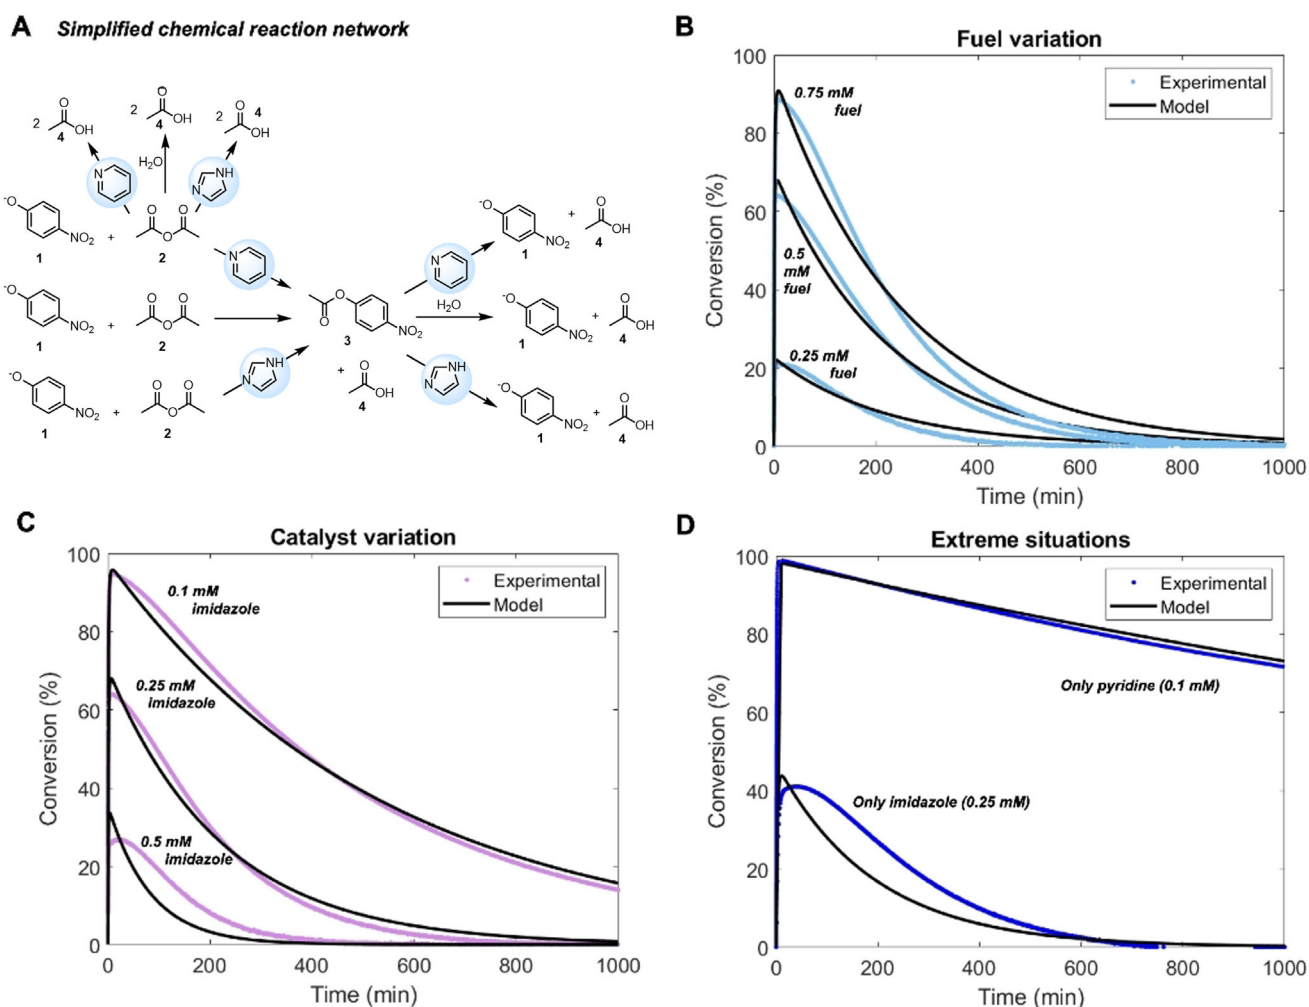 A Simplified chemical reaction network
O
2 OH
4
O
2 OH
4
O
2 OH
4
N
H₂O
N NH
⁻O
NO₂
1
+
O O
O
2
N
⁻O
NO₂
1
+
O O
O
2
⁻O
NO₂
1
+
O O
O
2
N NH
O
O
NO₂
3
+
O
OH
4
N
H₂O
N NH
⁻O
NO₂
1
+
O
OH
4
⁻O
NO₂
1
+
O
OH
4
⁻O
NO₂
1
+
O
OH
4
B
Fuel variation
Experimental
Model
0.75 mM
fuel
0.5
mM
fuel
0.25 mM
fuel
Conversion (%)
100
80
60
40
20
0
0 200 400 600 800 1000
Time (min)
C
Catalyst variation
Experimental
Model
0.1 mM
imidazole
0.25 mM
imidazole
0.5 mM
imidazole
Conversion (%)
100
80
60
40
20
0
0 200 400 600 800 1000
Time (min)
D
Extreme situations
Experimental
Model
Only pyridine (0.1 mM)
Only imidazole (0.25 mM)
Conversion (%)
100
80
60
40
20
0
0 200 400 600 800 1000
Time (min)